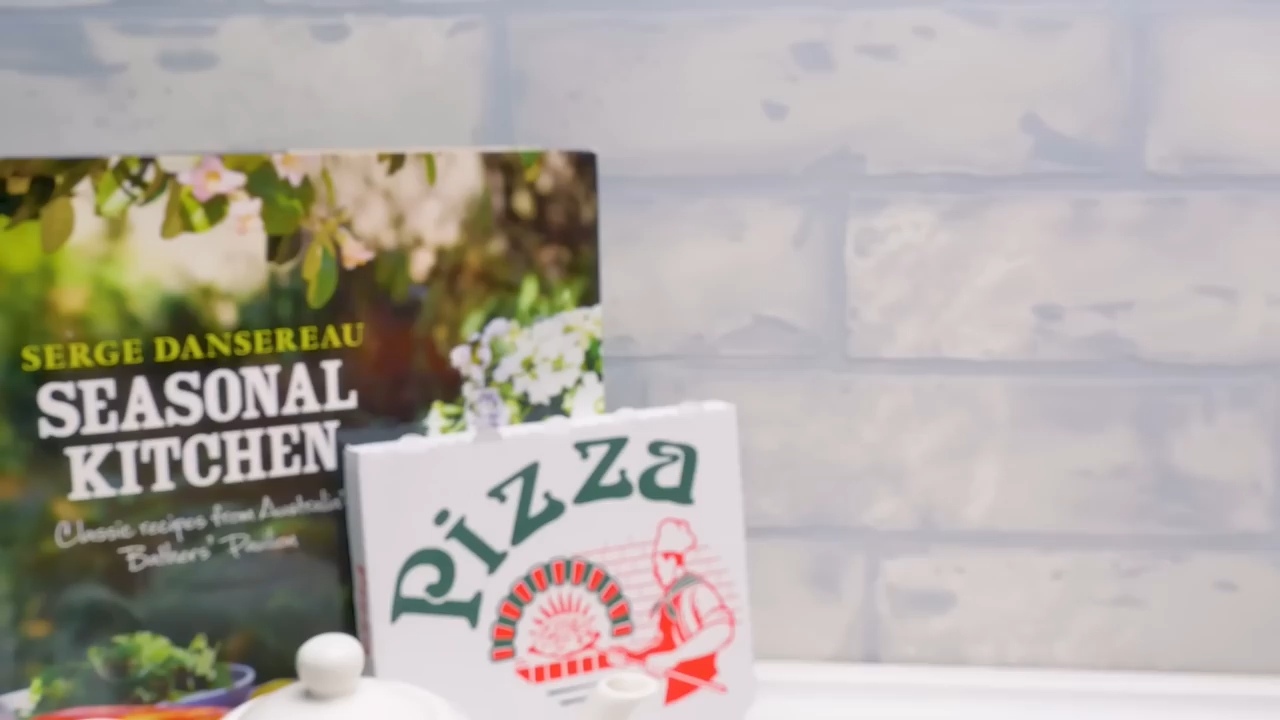 SERGE DANSEREAU
SEASONAL
KITCHEN
Classic recipes from Australia'
Bathers' Pavilion
Pizza